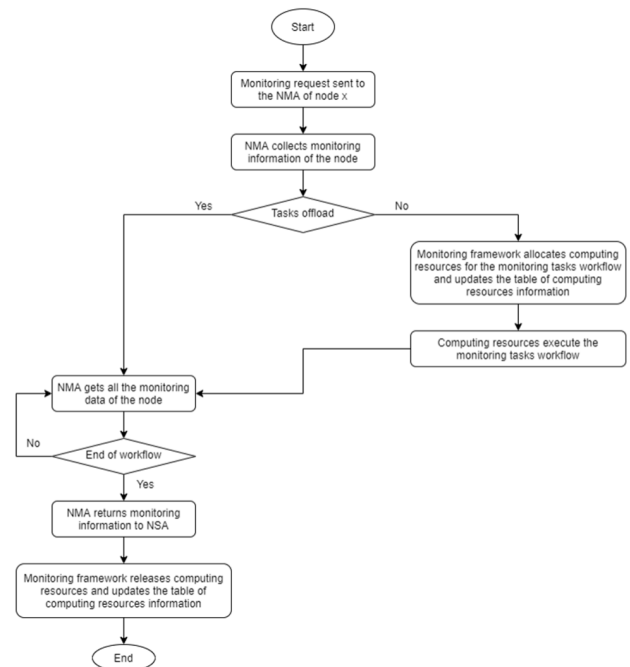 Start
Monitoring request sent to
the NMA of node x
NMA collects monitoring
information of the node
Yes
Tasks offload
No
Monitoring framework allocates computing
resources for the monitoring tasks workflow
and updates the table of computing
resources information
Computing resources execute the
monitoring tasks workflow
NMA gets all the monitoring
data of the node
No
End of workflow
Yes
NMA returns monitoring
information to NSA
Monitoring framework releases computing
resources and updates the table of
computing resources information
End